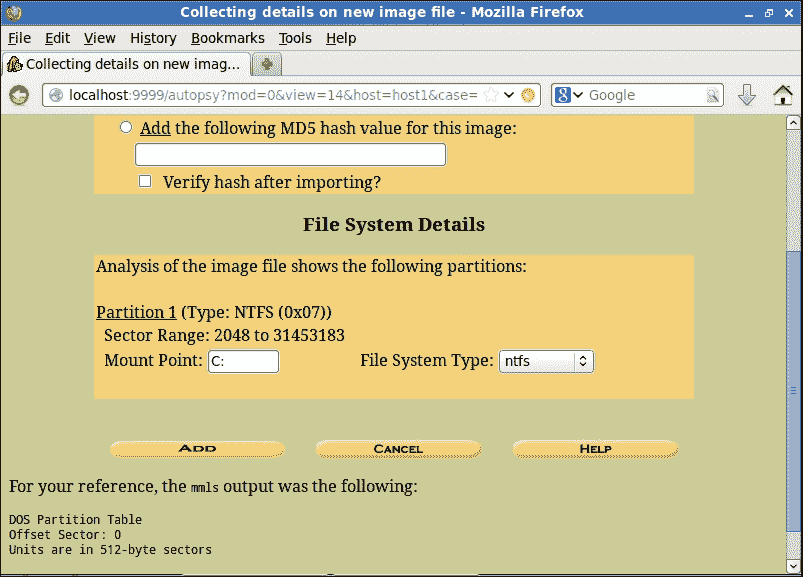 Collecting details on new image file - Mozilla Firefox
File Edit View History Bookmarks Tools Help
Collecting details on new imag...
localhost:9999/autopsy?mod=0&view=14&host=host1&case= Google
Add the following MD5 hash value for this image:
Verify hash after importing?
File System Details
Analysis of the image file shows the following partitions:
Partition 1 (Type: NTFS (0x07))
Sector Range: 2048 to 31453183
Mount Point: C: File System Type: ntfs
ADD CANCEL HELP
For your reference, the mmls output was the following:
DOS Partition Table
Offset Sector: 0
Units are in 512-byte sectors